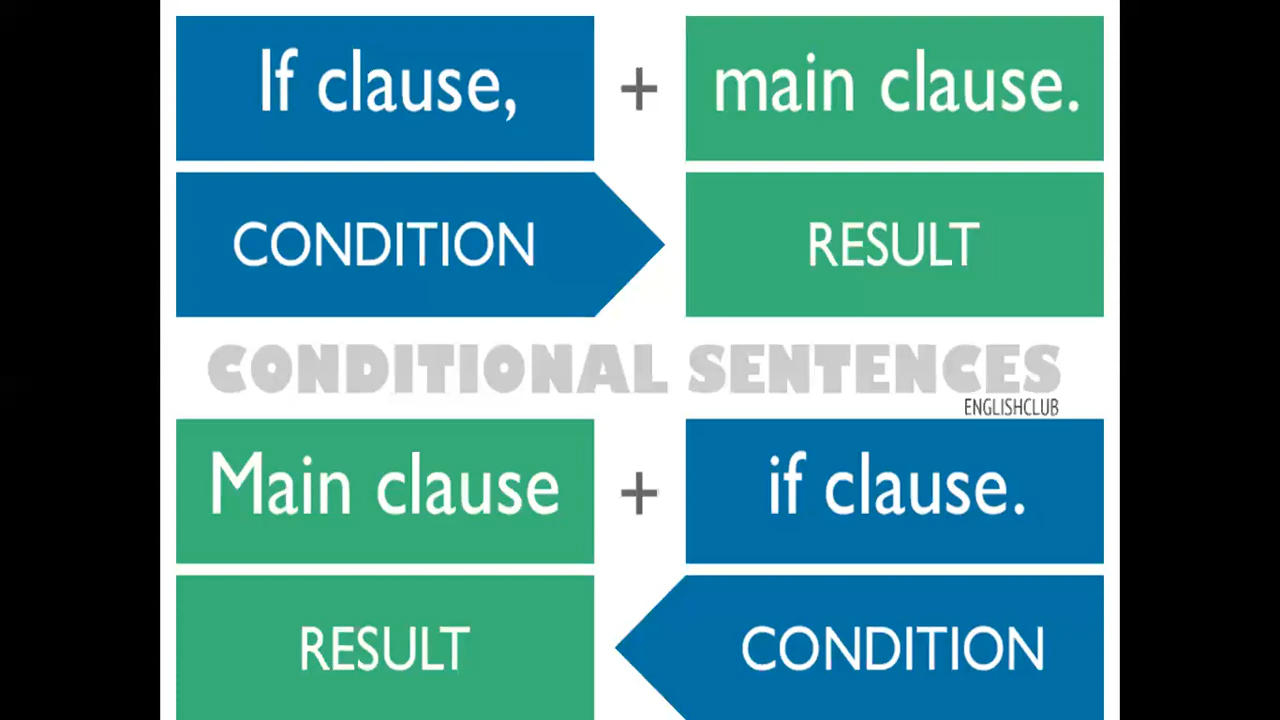 If clause, + main clause.
CONDITION RESULT
CONDITIONAL SENTENCES
ENGLISHCLUB
Main clause + if clause.
RESULT CONDITION